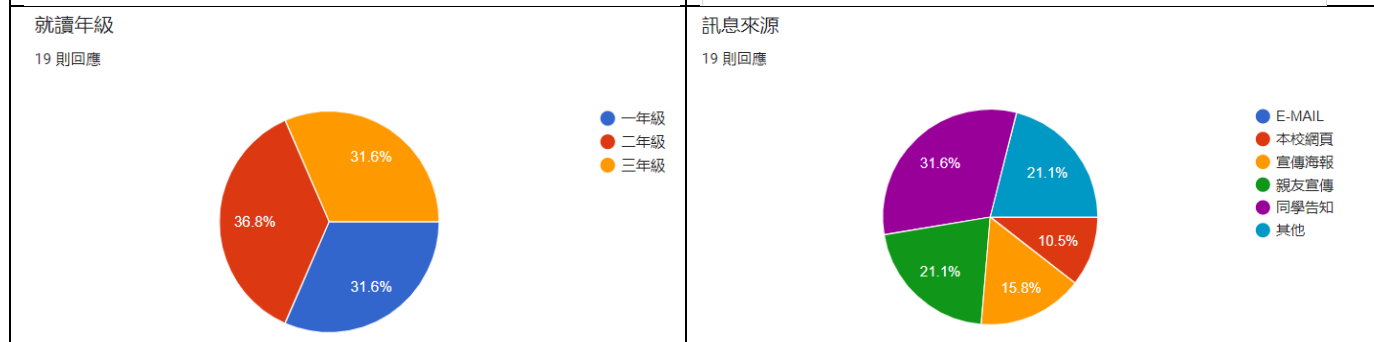 就讀年級
19 則回應
一年級
二年級
三年級
31.6%
36.8%
31.6%
訊息來源
19 則回應
E-MAIL
本校網頁
宣傳海報
親友宣傳
同學告知
其他
31.6%
21.1%
10.5%
21.1%
15.8%